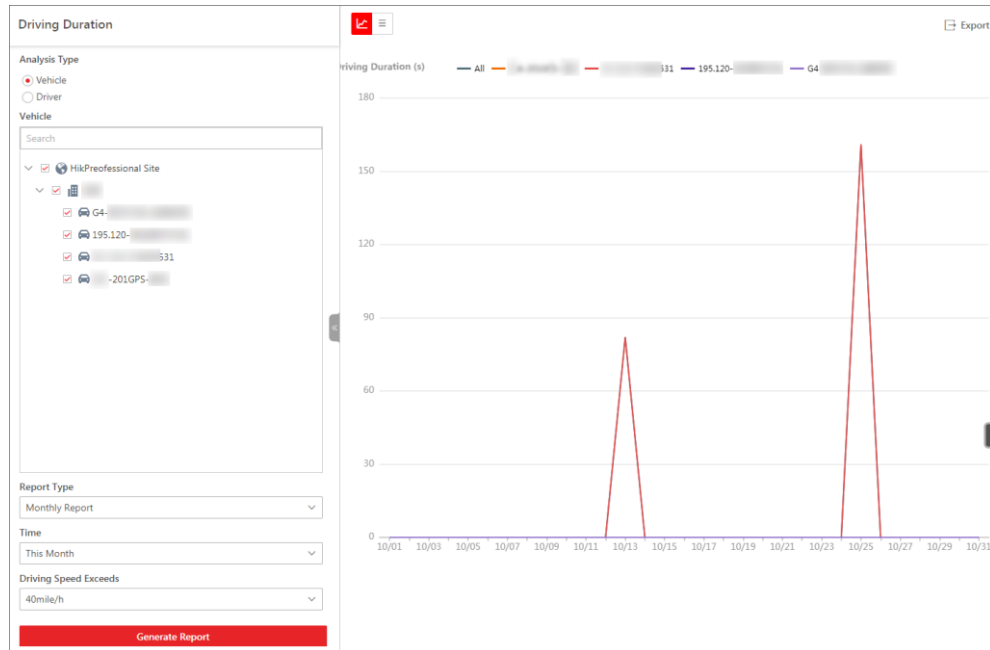 Driving Duration
Export
Analysis Type
Vehicle
Driver
Vehicle
Search
HikPreofessional Site
G4-
195.120-
531
-201GPS-
Report Type
Monthly Report
Time
This Month
Driving Speed Exceeds
40mile/h
Generate Report
riving Duration (s)
All
531
195.120-
G4
180
150
120
90
60
30
0
10/01 10/03 10/05 10/07 10/09 10/11 10/13 10/15 10/17 10/19 10/21 10/23 10/25 10/27 10/29 10/31